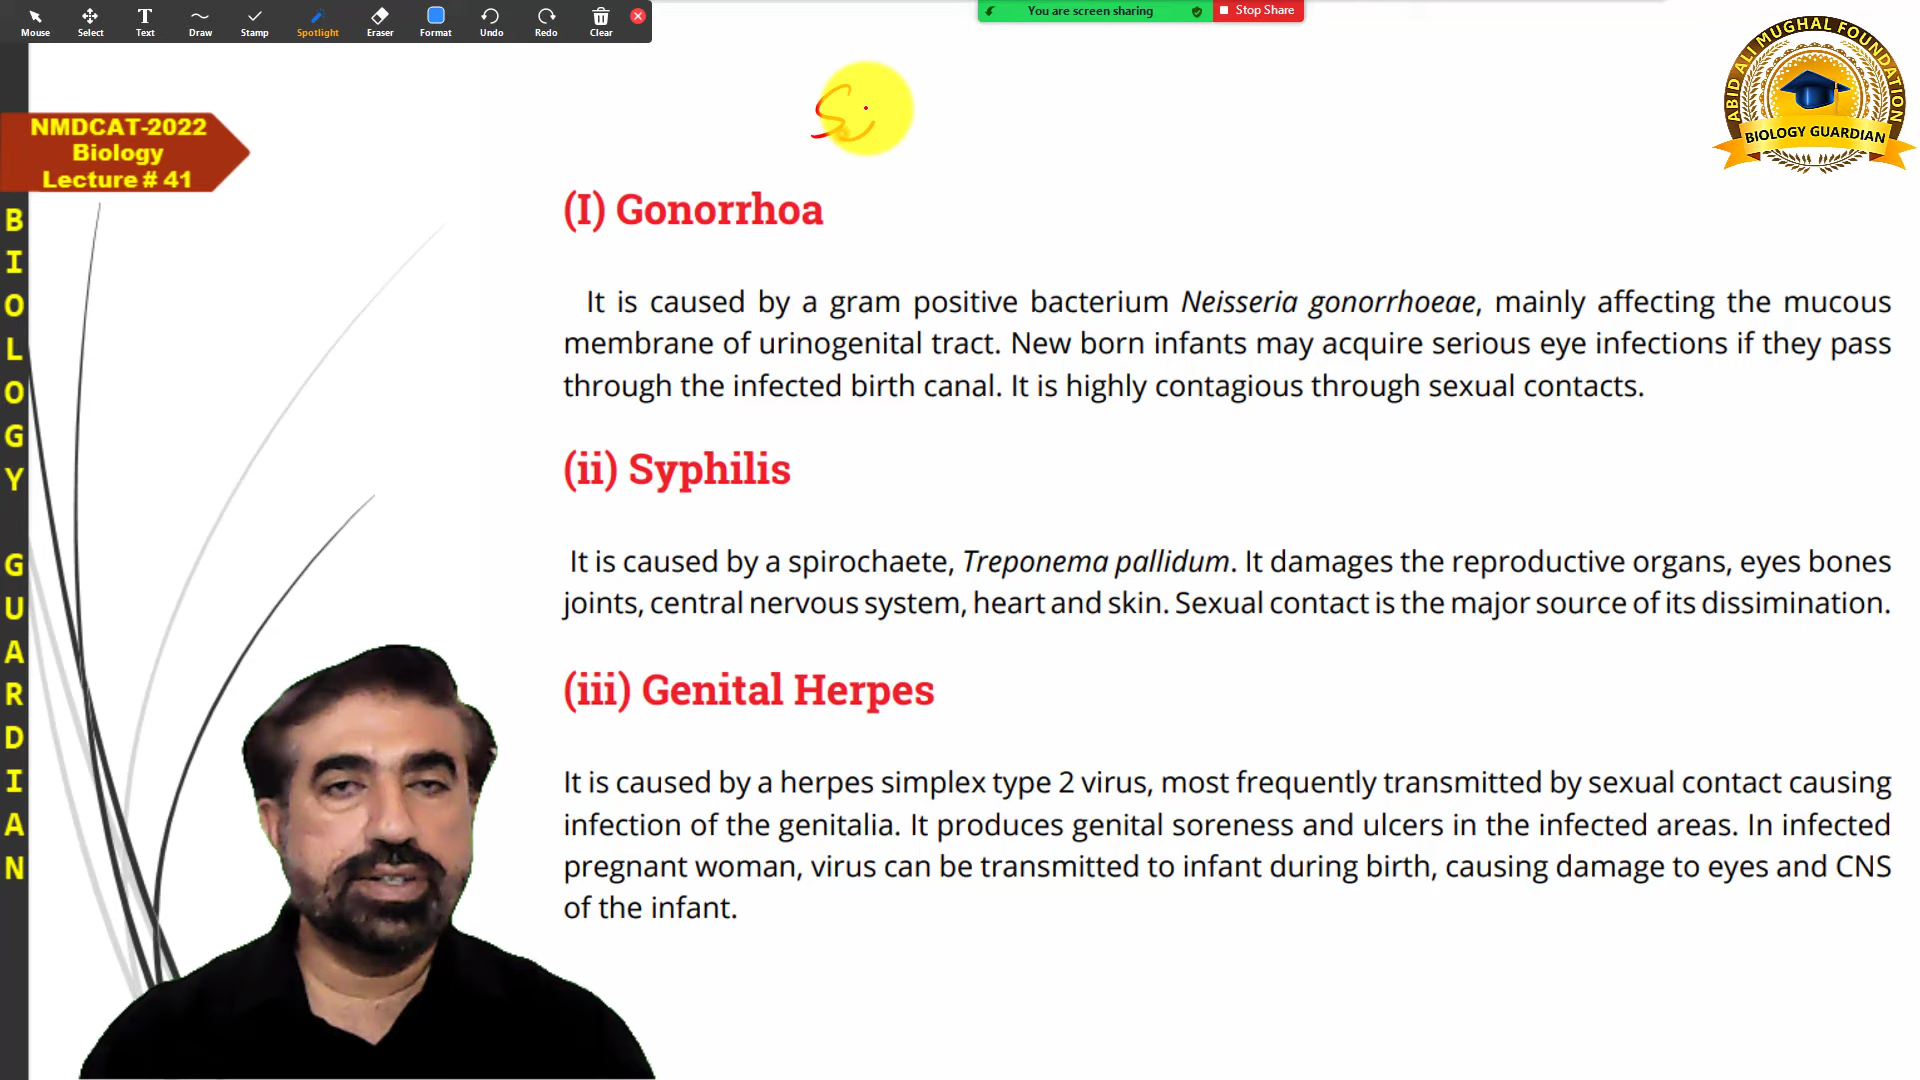 You are screen sharing
Stop Share
Mouse Select Text Draw Stamp Spotlight Eraser Format Undo Redo Clear
ABID ALI MUGHAL FOUNDATION
BIOLOGY GUARDIAN
NMDCAT-2022
Biology
Lecture # 41
BIOLOGY GUARDIAN
(I) Gonorrhoa
It is caused by a gram positive bacterium Neisseria gonorrhoeae, mainly affecting the mucous
membrane of urinogenital tract. New born infants may acquire serious eye infections if they pass
through the infected birth canal. It is highly contagious through sexual contacts.
(ii) Syphilis
It is caused by a spirochaete, Treponema pallidum. It damages the reproductive organs, eyes bones
joints, central nervous system, heart and skin. Sexual contact is the major source of its dissimination.
(iii) Genital Herpes
It is caused by a herpes simplex type 2 virus, most frequently transmitted by sexual contact causing
infection of the genitalia. It produces genital soreness and ulcers in the infected areas. In infected
pregnant woman, virus can be transmitted to infant during birth, causing damage to eyes and CNS
of the infant.